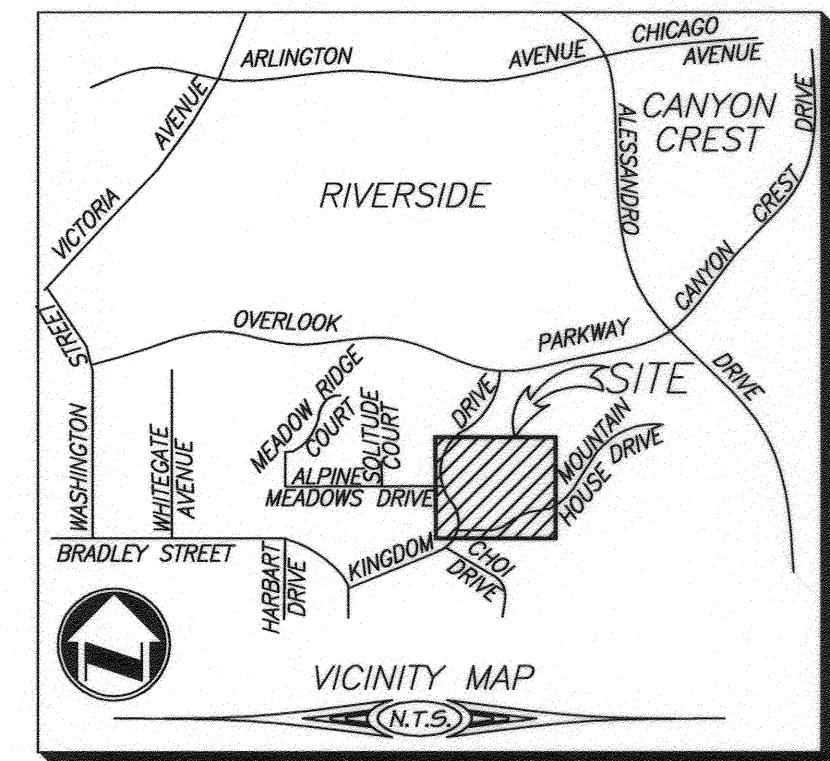 ARLINGTON AVENUE
CHICAGO
AVENUE
VICTORIA AVENUE
ALESSANDRO DRIVE
CANYON
CREST
CANYON CREST DRIVE
RIVERSIDE
STREET
OVERLOOK PARKWAY
SITE
WASHINGTON
WHITEGATE
AVENUE
MEADOW RIDGE
COURT
SOLITUDE
COURT
ALPINE
MEADOWS DRIVE
DRIVE
MOUNTAIN
HOUSE DRIVE
BRADLEY STREET
HARBART
DRIVE
KINGDOM
CHOI
DRIVE
N
VICINITY MAP
N.T.S.